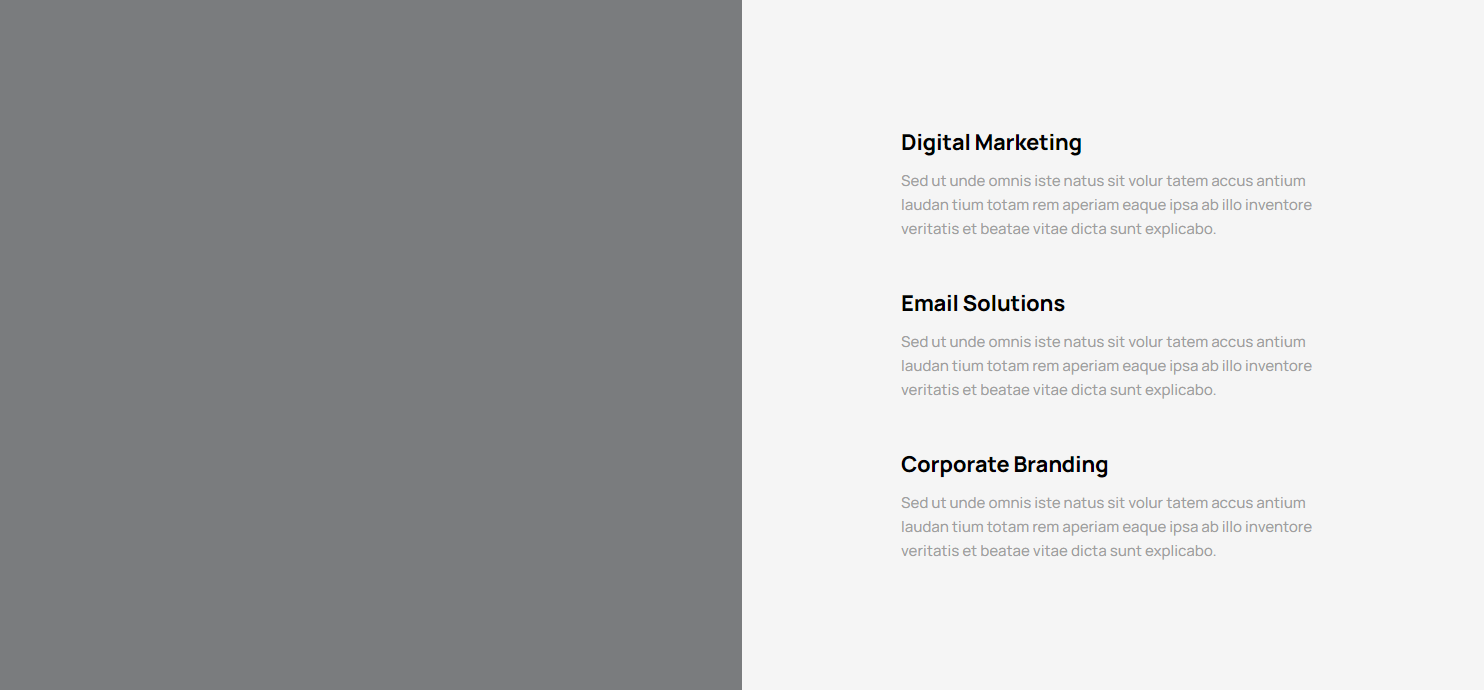 Digital Marketing
Sed ut unde omnis iste natus sit volur tatem accus antium
laudan tium totam rem aperiam eaque ipsa ab illo inventore
veritatis et beatae vitae dicta sunt explicabo.
Email Solutions
Sed ut unde omnis iste natus sit volur tatem accus antium
laudan tium totam rem aperiam eaque ipsa ab illo inventore
veritatis et beatae vitae dicta sunt explicabo.
Corporate Branding
Sed ut unde omnis iste natus sit volur tatem accus antium
laudan tium totam rem aperiam eaque ipsa ab illo inventore
veritatis et beatae vitae dicta sunt explicabo.